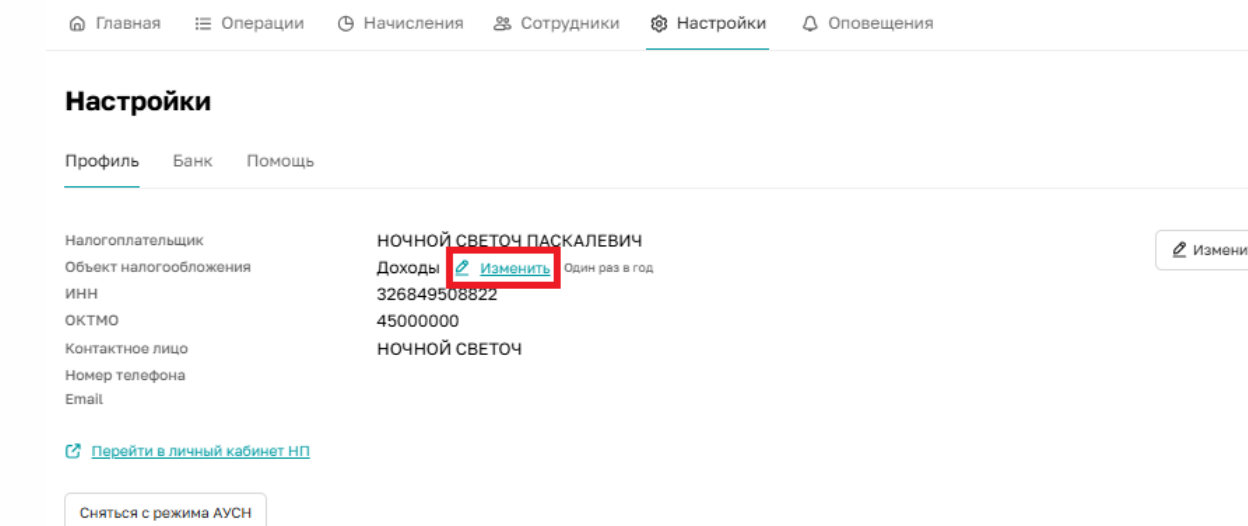 Главная Операции Начисления Сотрудники Настройки Оповещения
Настройки
Профиль Банк Помощь
Налогоплательщик НОЧНОЙ СВЕТОЧ ПАСКАЛЕВИЧ
Объект налогообложения Доходы Изменить Один раз в год
Измени
ИНН 326849508822
ОКТМО 45000000
Контактное лицо НОЧНОЙ СВЕТОЧ
Номер телефона
Email
Перейти в личный кабинет НП
Сняться с режима АУСН